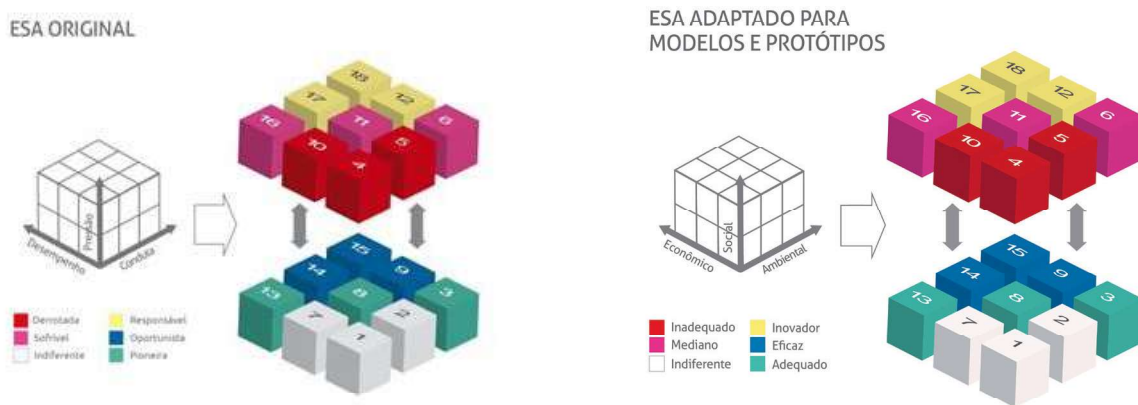 ESA ORIGINAL
18
17 12
16 11 6
10 5
4
Pressão
Desempenho Conduta
15
14 9
13 8 3
7 2
1
Derrotada Responsável
Sofrível Oportunista
Indiferente Pioneira
ESA ADAPTADO PARA
MODELOS E PROTÓTIPOS
18
17 12
16 11 6
10 5
4
Social
Econômico Ambiental
15
14 9
13 8 3
7 2
1
Inadequado Inovador
Mediano Eficaz
Indiferente Adequado